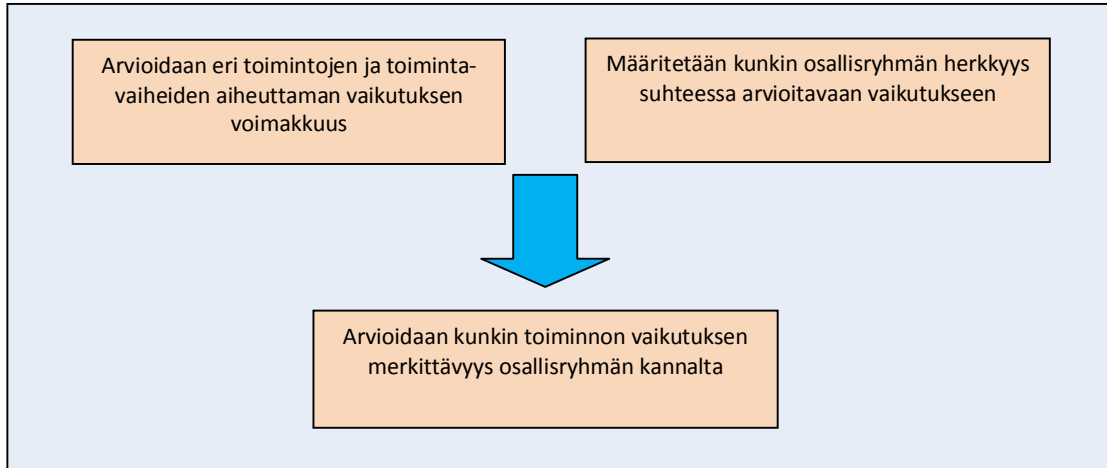 Arvioidaan eri toimintojen ja toiminta-
vaiheiden aiheuttaman vaikutuksen
voimakkuus
Määritetään kunkin osallisryhmän herkkyys
suhteessa arvioitavaan vaikutukseen
Arvioidaan kunkin toiminnon vaikutuksen
merkittävyys osallisryhmän kannalta